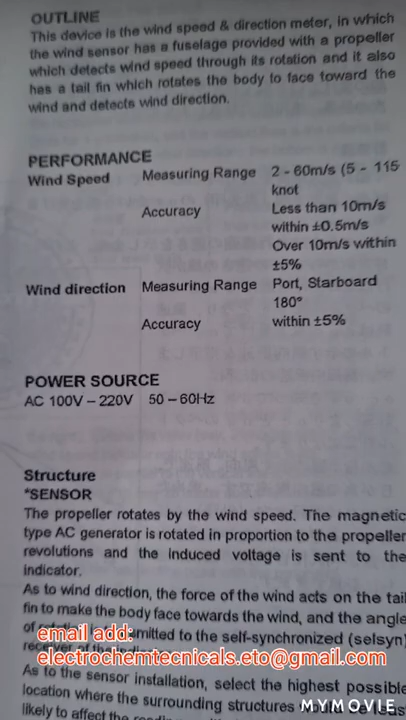 OUTLINE
This device is the wind speed & direction meter, in which
the wind sensor has a fuselage provided with a propeller
which detects wind speed through its rotation and it also
has a tail fin which rotates the body to face toward the
wind and detects wind direction.
PERFORMANCE
Wind Speed Measuring Range 2 - 60m/s (5 - 115
knot
Accuracy Less than 10m/s
within ±0.5m/s
Over 10m/s within
±5%
Wind direction Measuring Range Port, Starboard
180°
Accuracy within ±5%
POWER SOURCE
AC 100V – 220V 50 – 60Hz
Structure
*SENSOR
The propeller rotates by the wind speed. The magnetic
type AC generator is rotated in proportion to the propeller
revolutions and the induced voltage is sent to the
indicator.
As to wind direction, the force of the wind acts on the tail
fin to make the body face towards the wind, and the angle
of to the self-synchronized (selsyn)
email add:
electrochemtecnicals.eto@gmail.com
As to the sensor installation, select the highest possible
location where the surrounding structures
likely to affect the
MYMOVIE